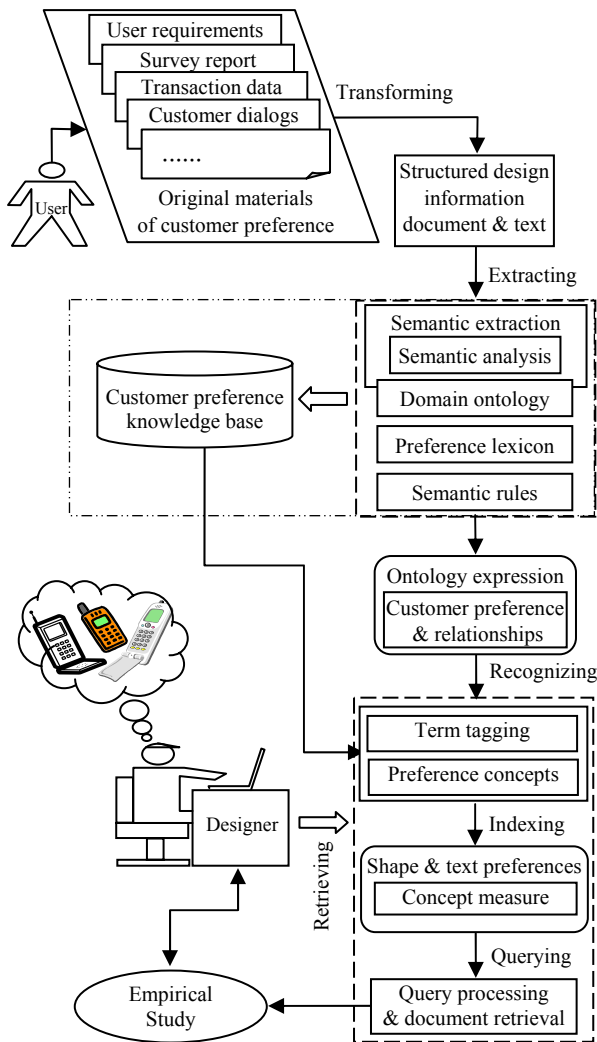 User requirements
Survey report
Transaction data
Customer dialogs
......
Original materials
of customer preference
User
Transforming
Structured design
information
document & text
Extracting
Semantic extraction
Semantic analysis
Domain ontology
Preference lexicon
Semantic rules
Customer preference
knowledge base
Ontology expression
Customer preference
& relationships
Recognizing
Term tagging
Preference concepts
Indexing
Designer
Retrieving
Shape & text preferences
Concept measure
Querying
Query processing
& document retrieval
Empirical
Study